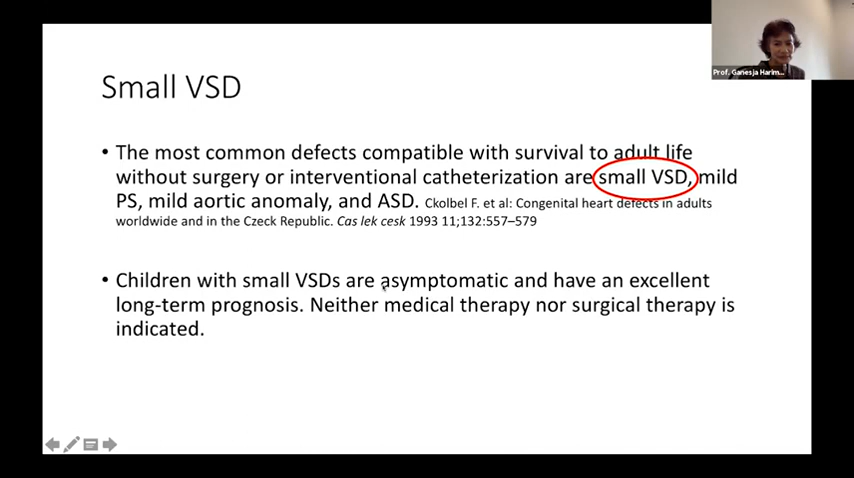 Prof. Ganesja Harim...
Small VSD
• The most common defects compatible with survival to adult life
without surgery or interventional catheterization are small VSD, mild
PS, mild aortic anomaly, and ASD. Ckolbel F. et al: Congenital heart defects in adults
worldwide and in the Czeck Republic. Cas lek cesk 1993 11;132:557–579
• Children with small VSDs are asymptomatic and have an excellent
long-term prognosis. Neither medical therapy nor surgical therapy is
indicated.